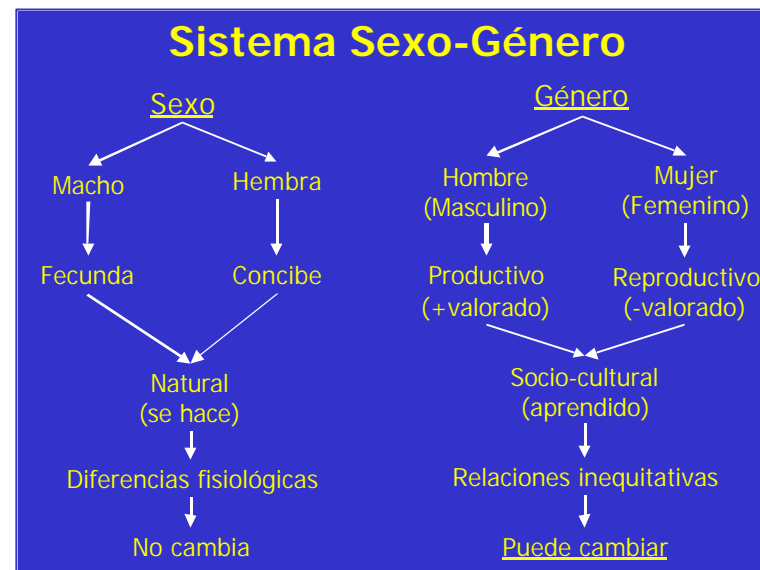 Sistema Sexo-Género
Sexo
Macho
Hembra
Fecunda
Concibe
Natural
(se hace)
Diferencias fisiológicas
No cambia
Género
Hombre
(Masculino)
Mujer
(Femenino)
Productivo
(+valorado)
Reproductivo
(-valorado)
Socio-cultural
(aprendido)
Relaciones inequitativas
Puede cambiar